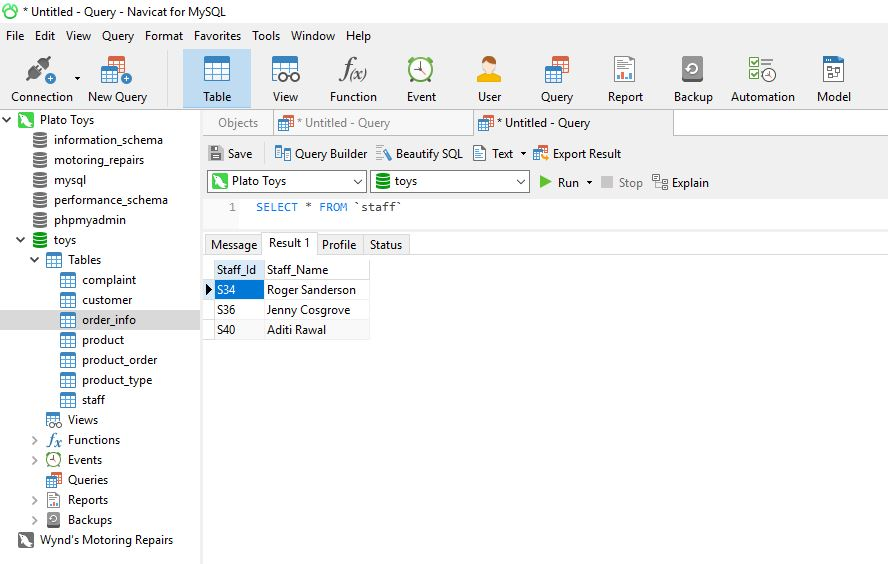 * Untitled - Query - Navicat for MySQL
File Edit View Query Format Favorites Tools Window Help
Connection New Query Table View Function Event User Query Report Backup Automation Model
f(x)
Plato Toys
information_schema
motoring_repairs
mysql
performance_schema
phpmyadmin
toys
Tables
complaint
customer
order_info
product
product_order
product_type
staff
Views
fx Functions
Events
Queries
Reports
Backups
Wynd's Motoring Repairs
Objects * Untitled - Query * Untitled - Query
Save Query Builder Beautify SQL Text Export Result
Plato Toys toys Run Stop Explain
1 SELECT * FROM `staff`
Message Result 1 Profile Status
Staff_Id Staff_Name
S34 Roger Sanderson
S36 Jenny Cosgrove
S40 Aditi Rawal